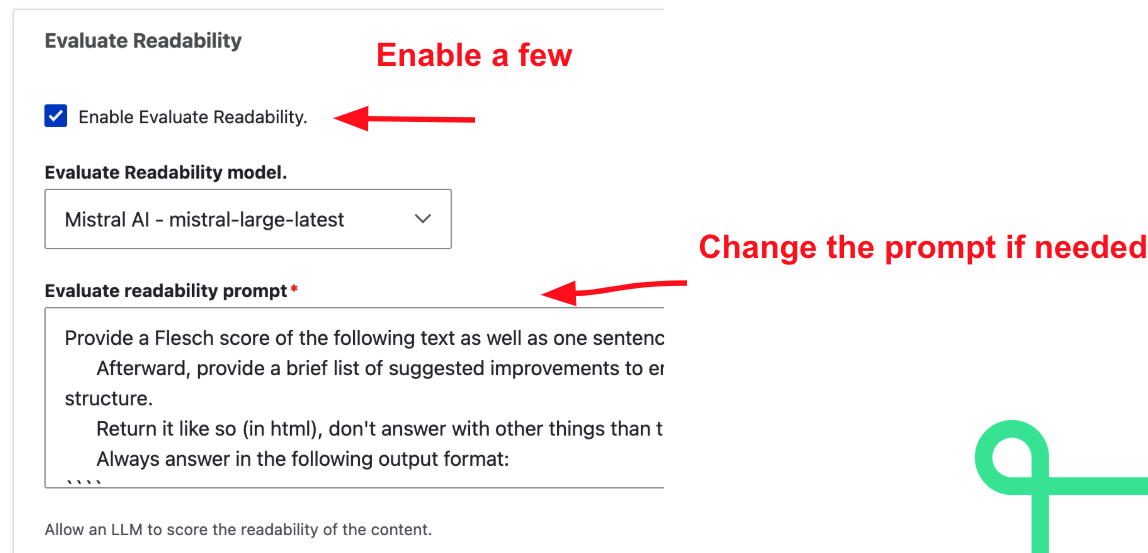 Evaluate Readability
Enable a few
Enable Evaluate Readability.
Evaluate Readability model.
Mistral AI - mistral-large-latest
Change the prompt if needed
Evaluate readability prompt*
Provide a Flesch score of the following text as well as one sentenc
Afterward, provide a brief list of suggested improvements to er
structure.
Return it like so (in html), don't answer with other things than t
Always answer in the following output format:
````
Allow an LLM to score the readability of the content.